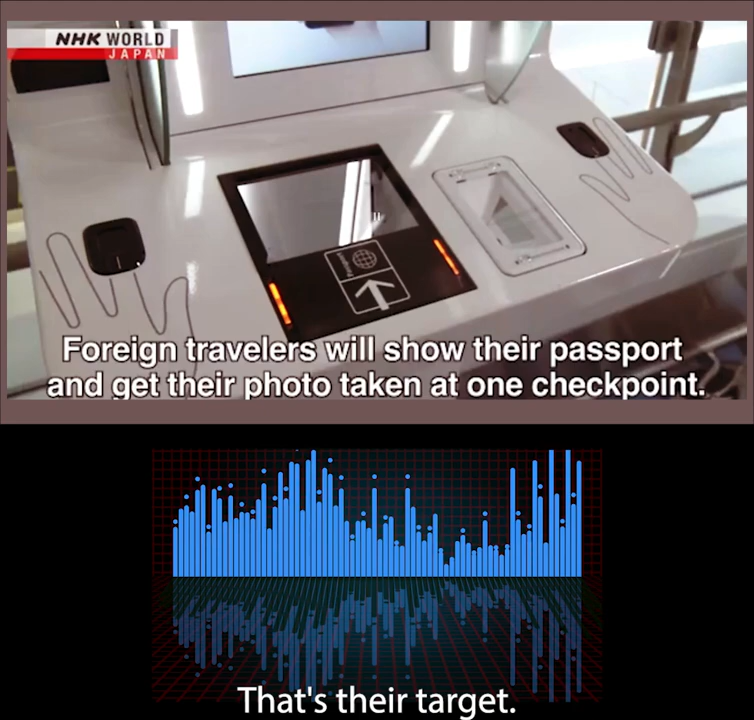 NHK WORLD
JAPAN
Passport
Foreign travelers will show their passport
and get their photo taken at one checkpoint.
That's their target.